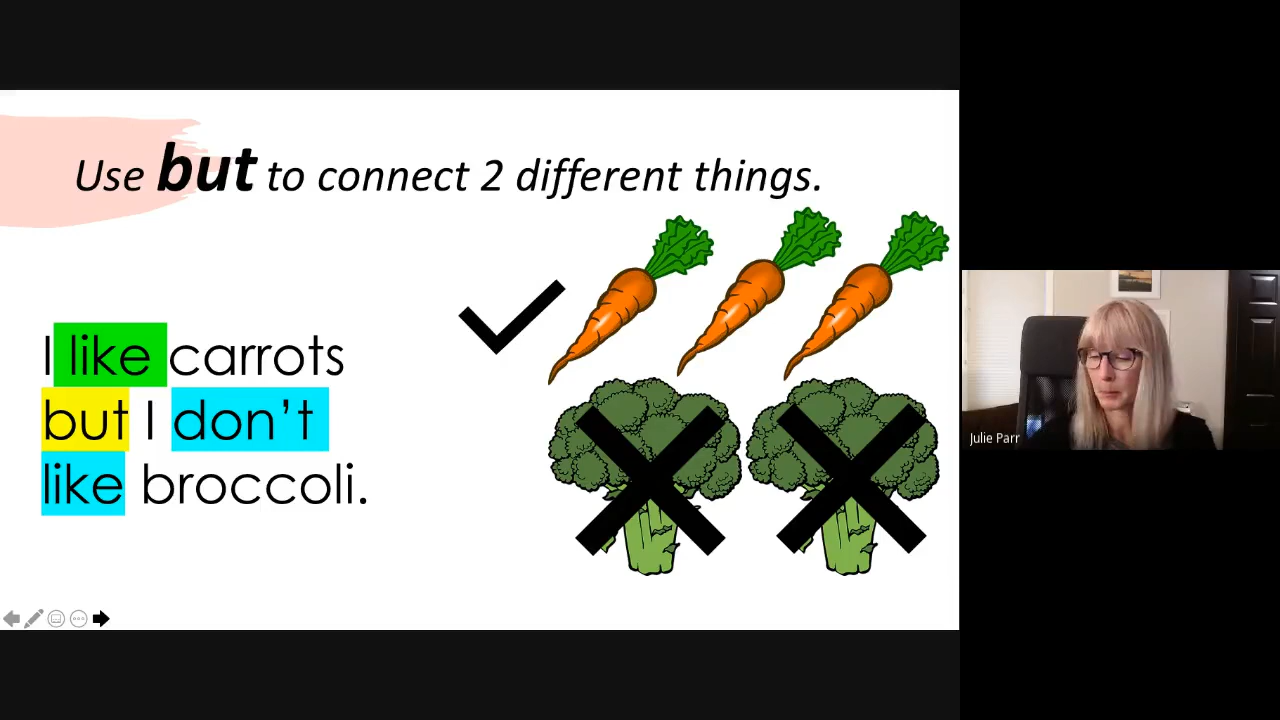 Use but to connect 2 different things.
I like carrots
but I don't
like broccoli.
Julie Parr